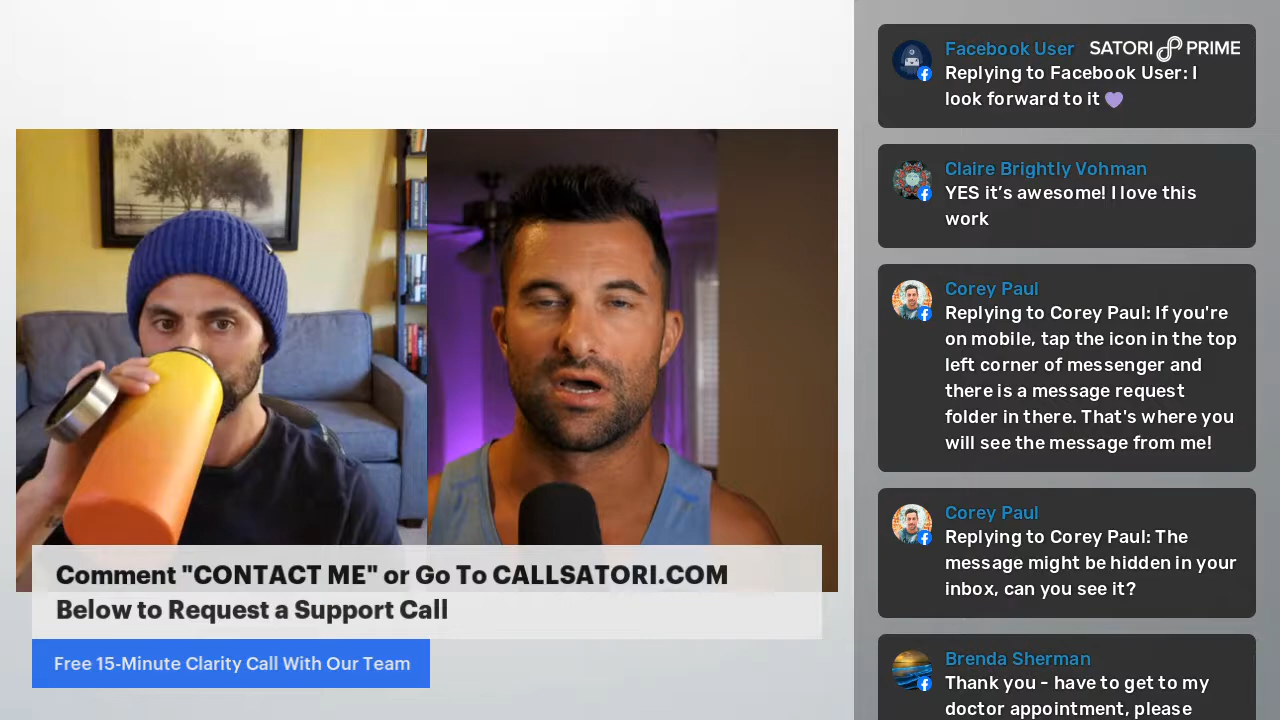 Comment "CONTACT ME" or Go To CALLSATORI.COM
Below to Request a Support Call
Free 15-Minute Clarity Call With Our Team
Facebook User
SATORI PRIME
Replying to Facebook User: I
look forward to it 💜
Claire Brightly Vohman
YES it’s awesome! I love this
work
Corey Paul
Replying to Corey Paul: If you're
on mobile, tap the icon in the top
left corner of messenger and
there is a message request
folder in there. That's where you
will see the message from me!
Corey Paul
Replying to Corey Paul: The
message might be hidden in your
inbox, can you see it?
Brenda Sherman
Thank you - have to get to my
doctor appointment, please